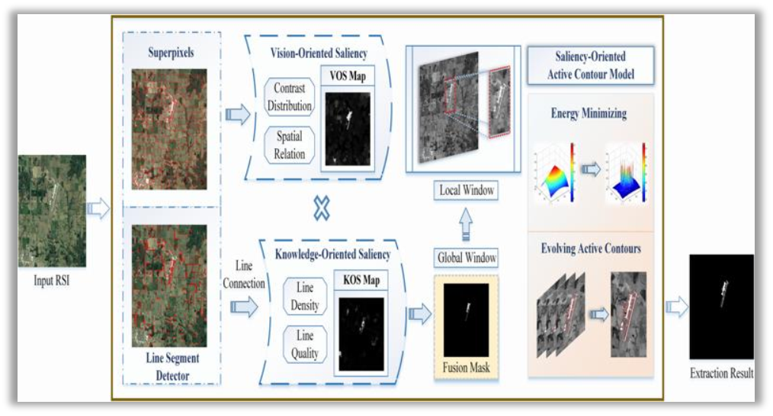 Input RSI
Superpixels
Line Segment
Detector
Line
Connection
Vision-Oriented Saliency
Contrast
Distribution
Spatial
Relation
VOS Map
Knowledge-Oriented Saliency
Line
Density
Line
Quality
KOS Map
Local Window
Global Window
Fusion Mask
Saliency-Oriented
Active Contour Model
Energy Minimizing
Evolving Active Contours
Extraction Result